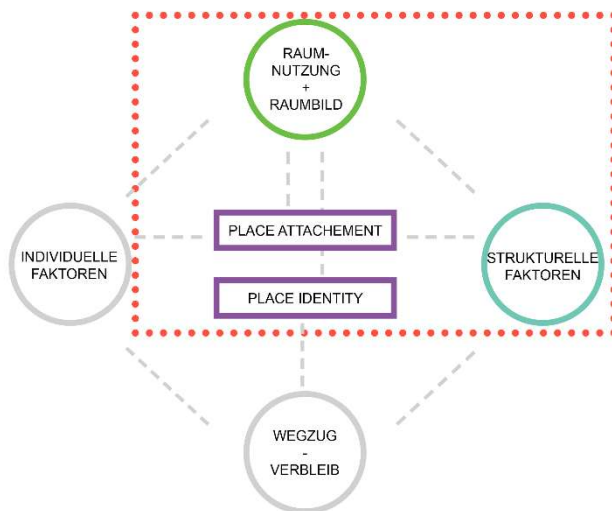 RAUM-
NUTZUNG
+
RAUMBILD
PLACE ATTACHEMENT
INDIVIDUELLE
FAKTOREN
STRUKTURELLE
FAKTOREN
PLACE IDENTITY
WEGZUG
-
VERBLEIB